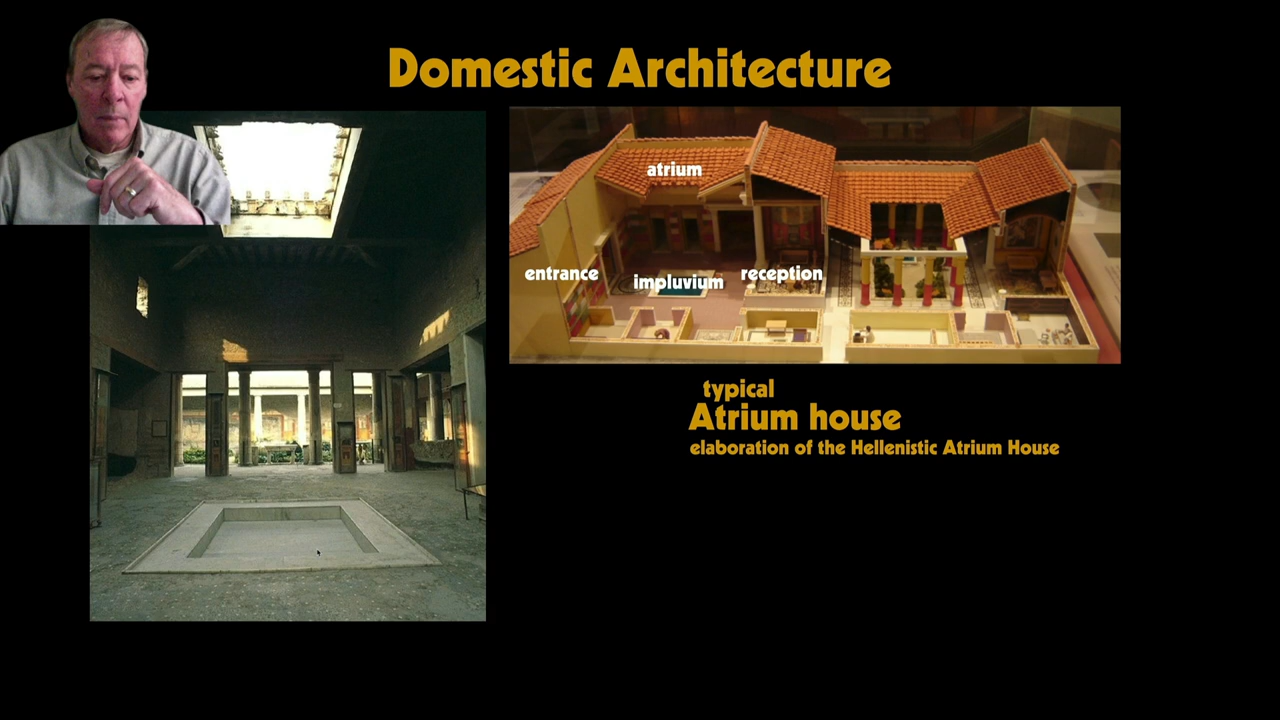 Domestic Architecture
atrium
entrance
impluvium
reception
typical
Atrium house
elaboration of the Hellenistic Atrium House